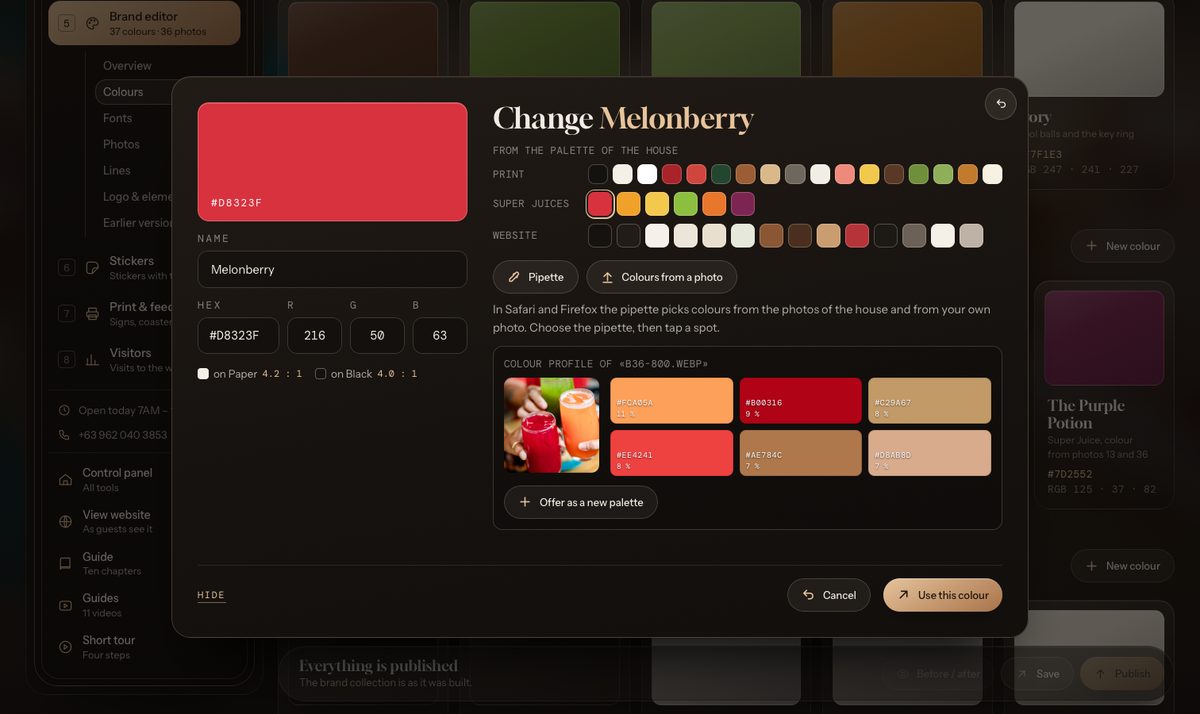 5
Brand editor
37 colours · 36 photos
Overview
Colours
Fonts
Photos
Lines
Logo & eleme
Earlier version
6
Stickers
Stickers with
7
Print & feed
Signs, coaster
8
Visitors
Visits to the w
Open today 7AM –
+63 962 040 3853
Control panel
All tools
View website
As guests see it
Guide
Ten chapters
Guides
11 videos
Short tour
Four steps
#D8323F
NAME
Melonberry
HEX
R
G
B
#D8323F
216
50
63
on Paper 4.2 : 1
on Black 4.0 : 1
HIDE
Change Melonberry
FROM THE PALETTE OF THE HOUSE
PRINT
SUPER JUICES
WEBSITE
Pipette
Colours from a photo
In Safari and Firefox the pipette picks colours from the photos of the house and from your own
photo. Choose the pipette, then tap a spot.
COLOUR PROFILE OF «B36-800.WEBP»
#FCA05A
11 %
#B00316
9 %
#C29A67
8 %
#EE4241
8 %
#AE784C
7 %
#D8AB8D
7 %
Offer as a new palette
Cancel
Use this colour
ory
ol balls and the key ring
7F1E3
GB 247 · 241 · 227
New colour
The Purple
Potion
Super Juice, colour
from photos 13 and 36
#7D2552
RGB 125 · 37 · 82
New colour
Everything is published
The brand collection is as it was built.
Before / after
Save
Publish